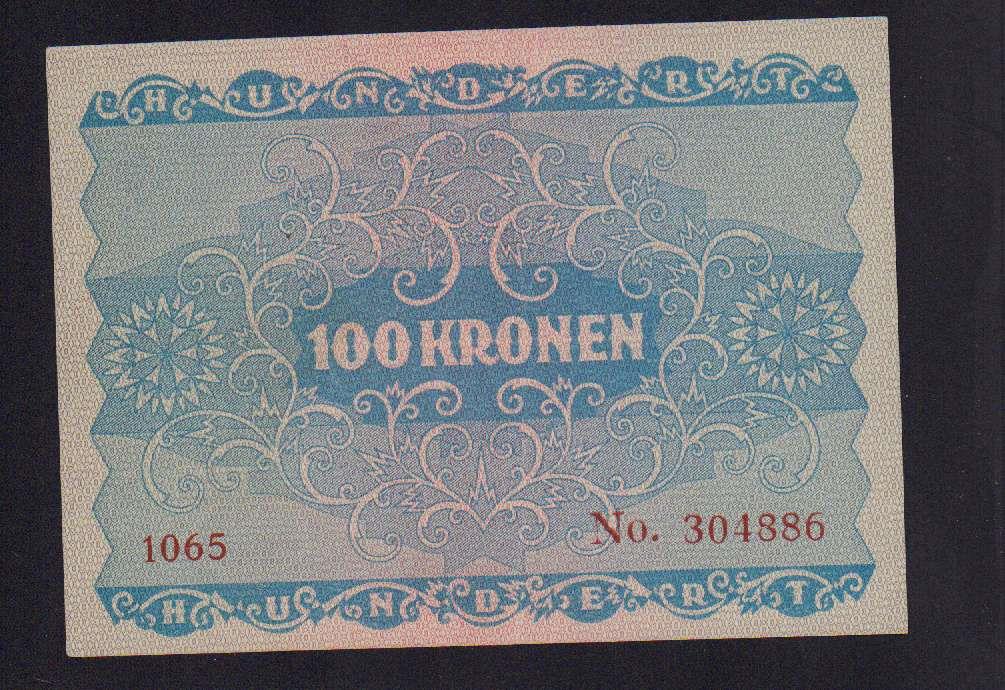 HUNDERT
100 KRONEN
1065 No. 304886
HUNDERT